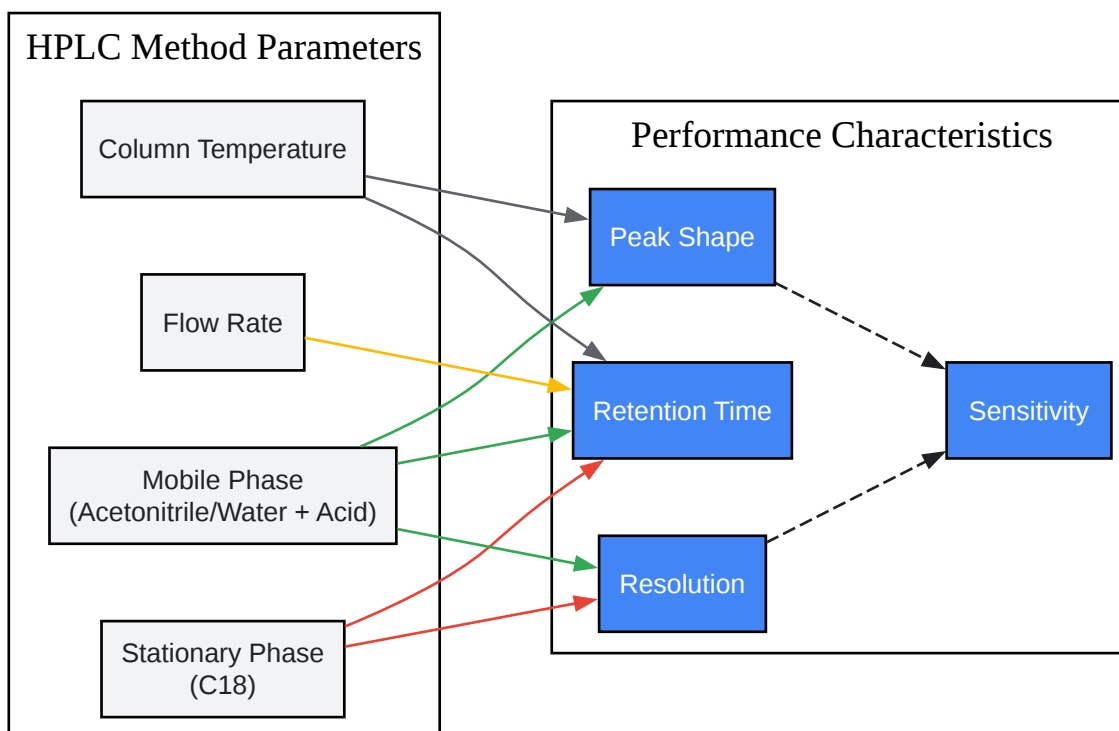 HPLC Method Parameters
Column Temperature
Flow Rate
Mobile Phase
(Acetonitrile/Water + Acid)
Stationary Phase
(C18)
Performance Characteristics
Peak Shape
Retention Time
Resolution
Sensitivity